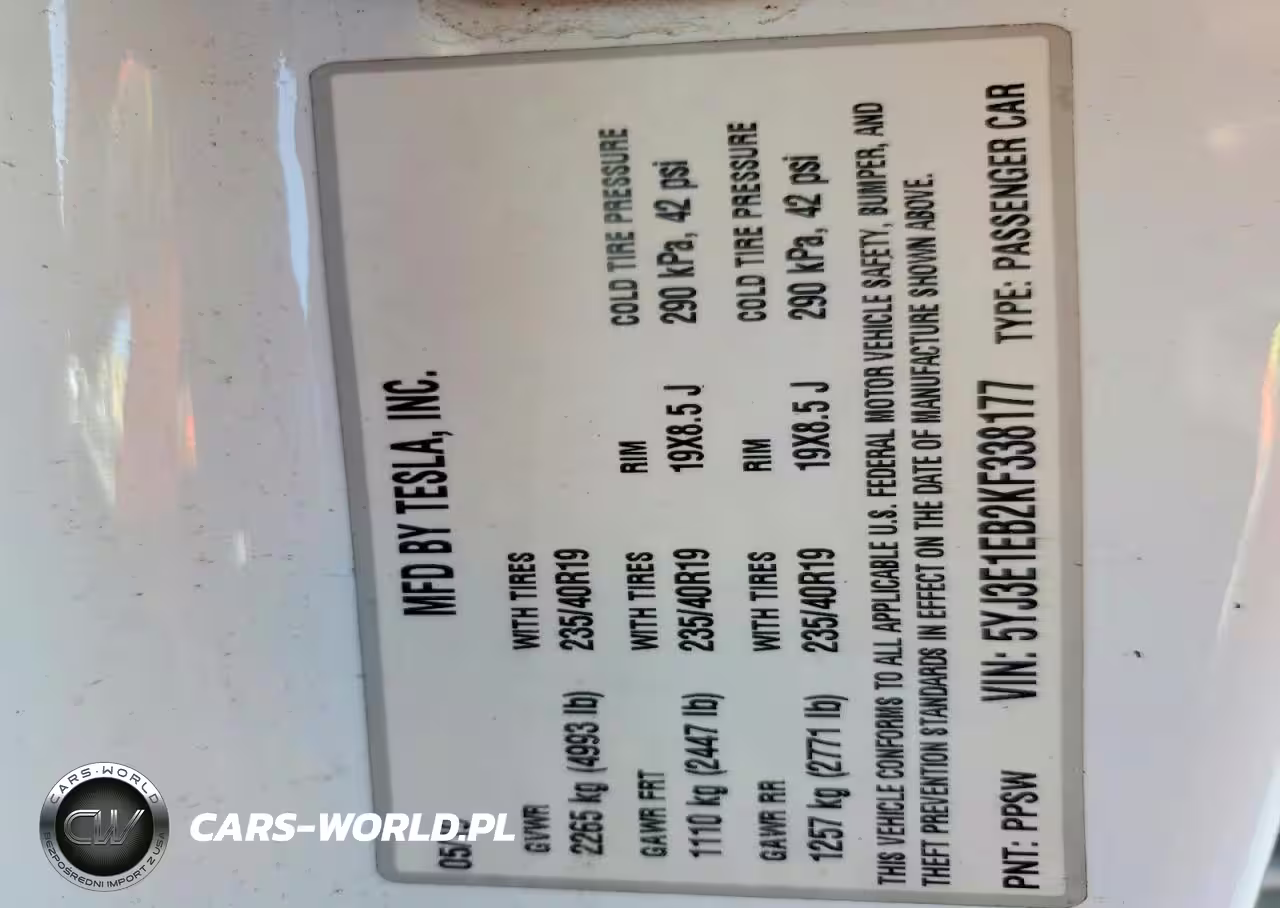 MFD BY TESLA, INC.
05/
GVWR WITH TIRES
2265 kg (4993 lb) 235/40R19
GAWR FRT WITH TIRES RIM COLD TIRE PRESSURE
1110 kg (2447 lb) 235/40R19 19X8.5 J 290 kPa, 42 psi
GAWR RR WITH TIRES RIM COLD TIRE PRESSURE
1257 kg (2771 lb) 235/40R19 19X8.5 J 290 kPa, 42 psi
THIS VEHICLE CONFORMS TO ALL APPLICABLE U.S. FEDERAL MOTOR VEHICLE SAFETY, BUMPER, AND
THEFT PREVENTION STANDARDS IN EFFECT ON THE DATE OF MANUFACTURE SHOWN ABOVE.
PNT: PPSW VIN: 5YJ3E1EB2KF338177 TYPE: PASSENGER CAR
CARS-WORLD
CW
BEZPOŚREDNI IMPORT Z USA
CARS-WORLD.PL